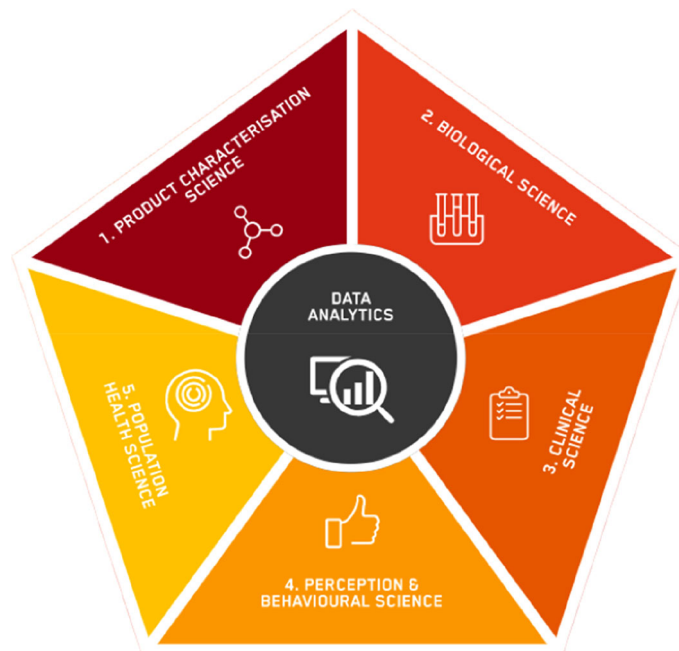 1. PRODUCT CHARACTERISATION
SCIENCE
2. BIOLOGICAL SCIENCE
DATA
ANALYTICS
3. CLINICAL
SCIENCE
4. PERCEPTION &
BEHAVIOURAL SCIENCE
5. POPULATION
HEALTH SCIENCE